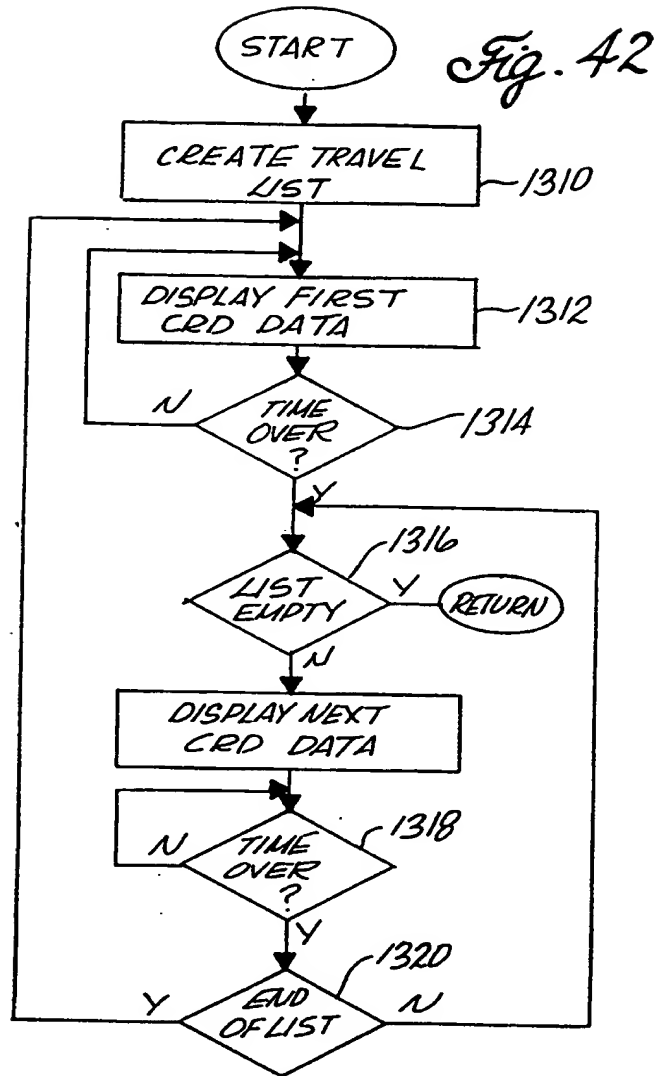 START
Fig. 42
CREATE TRAVEL
LIST
1310
DISPLAY FIRST
CRD DATA
1312
N
TIME
OVER
?
1314
Y
1316
LIST
EMPTY
Y
RETURN
N
DISPLAY NEXT
CRD DATA
1318
N
TIME
OVER
?
Y
1320
Y
END
OF LIST
N